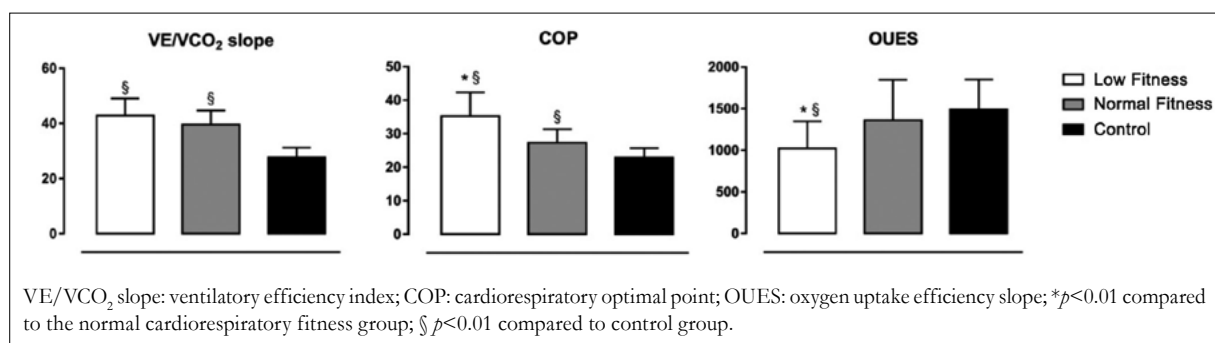 VE/VCO₂ slope
COP
OUES
60
40
20
0
§
§
50
40
30
20
10
0
* §
§
2000
1500
1000
500
0
* §
Low Fitness
Normal Fitness
Control
VE/VCO₂ slope: ventilatory efficiency index; COP: cardiorespiratory optimal point; OUES: oxygen uptake efficiency slope; *p<0.01 compared
to the normal cardiorespiratory fitness group; § p<0.01 compared to control group.